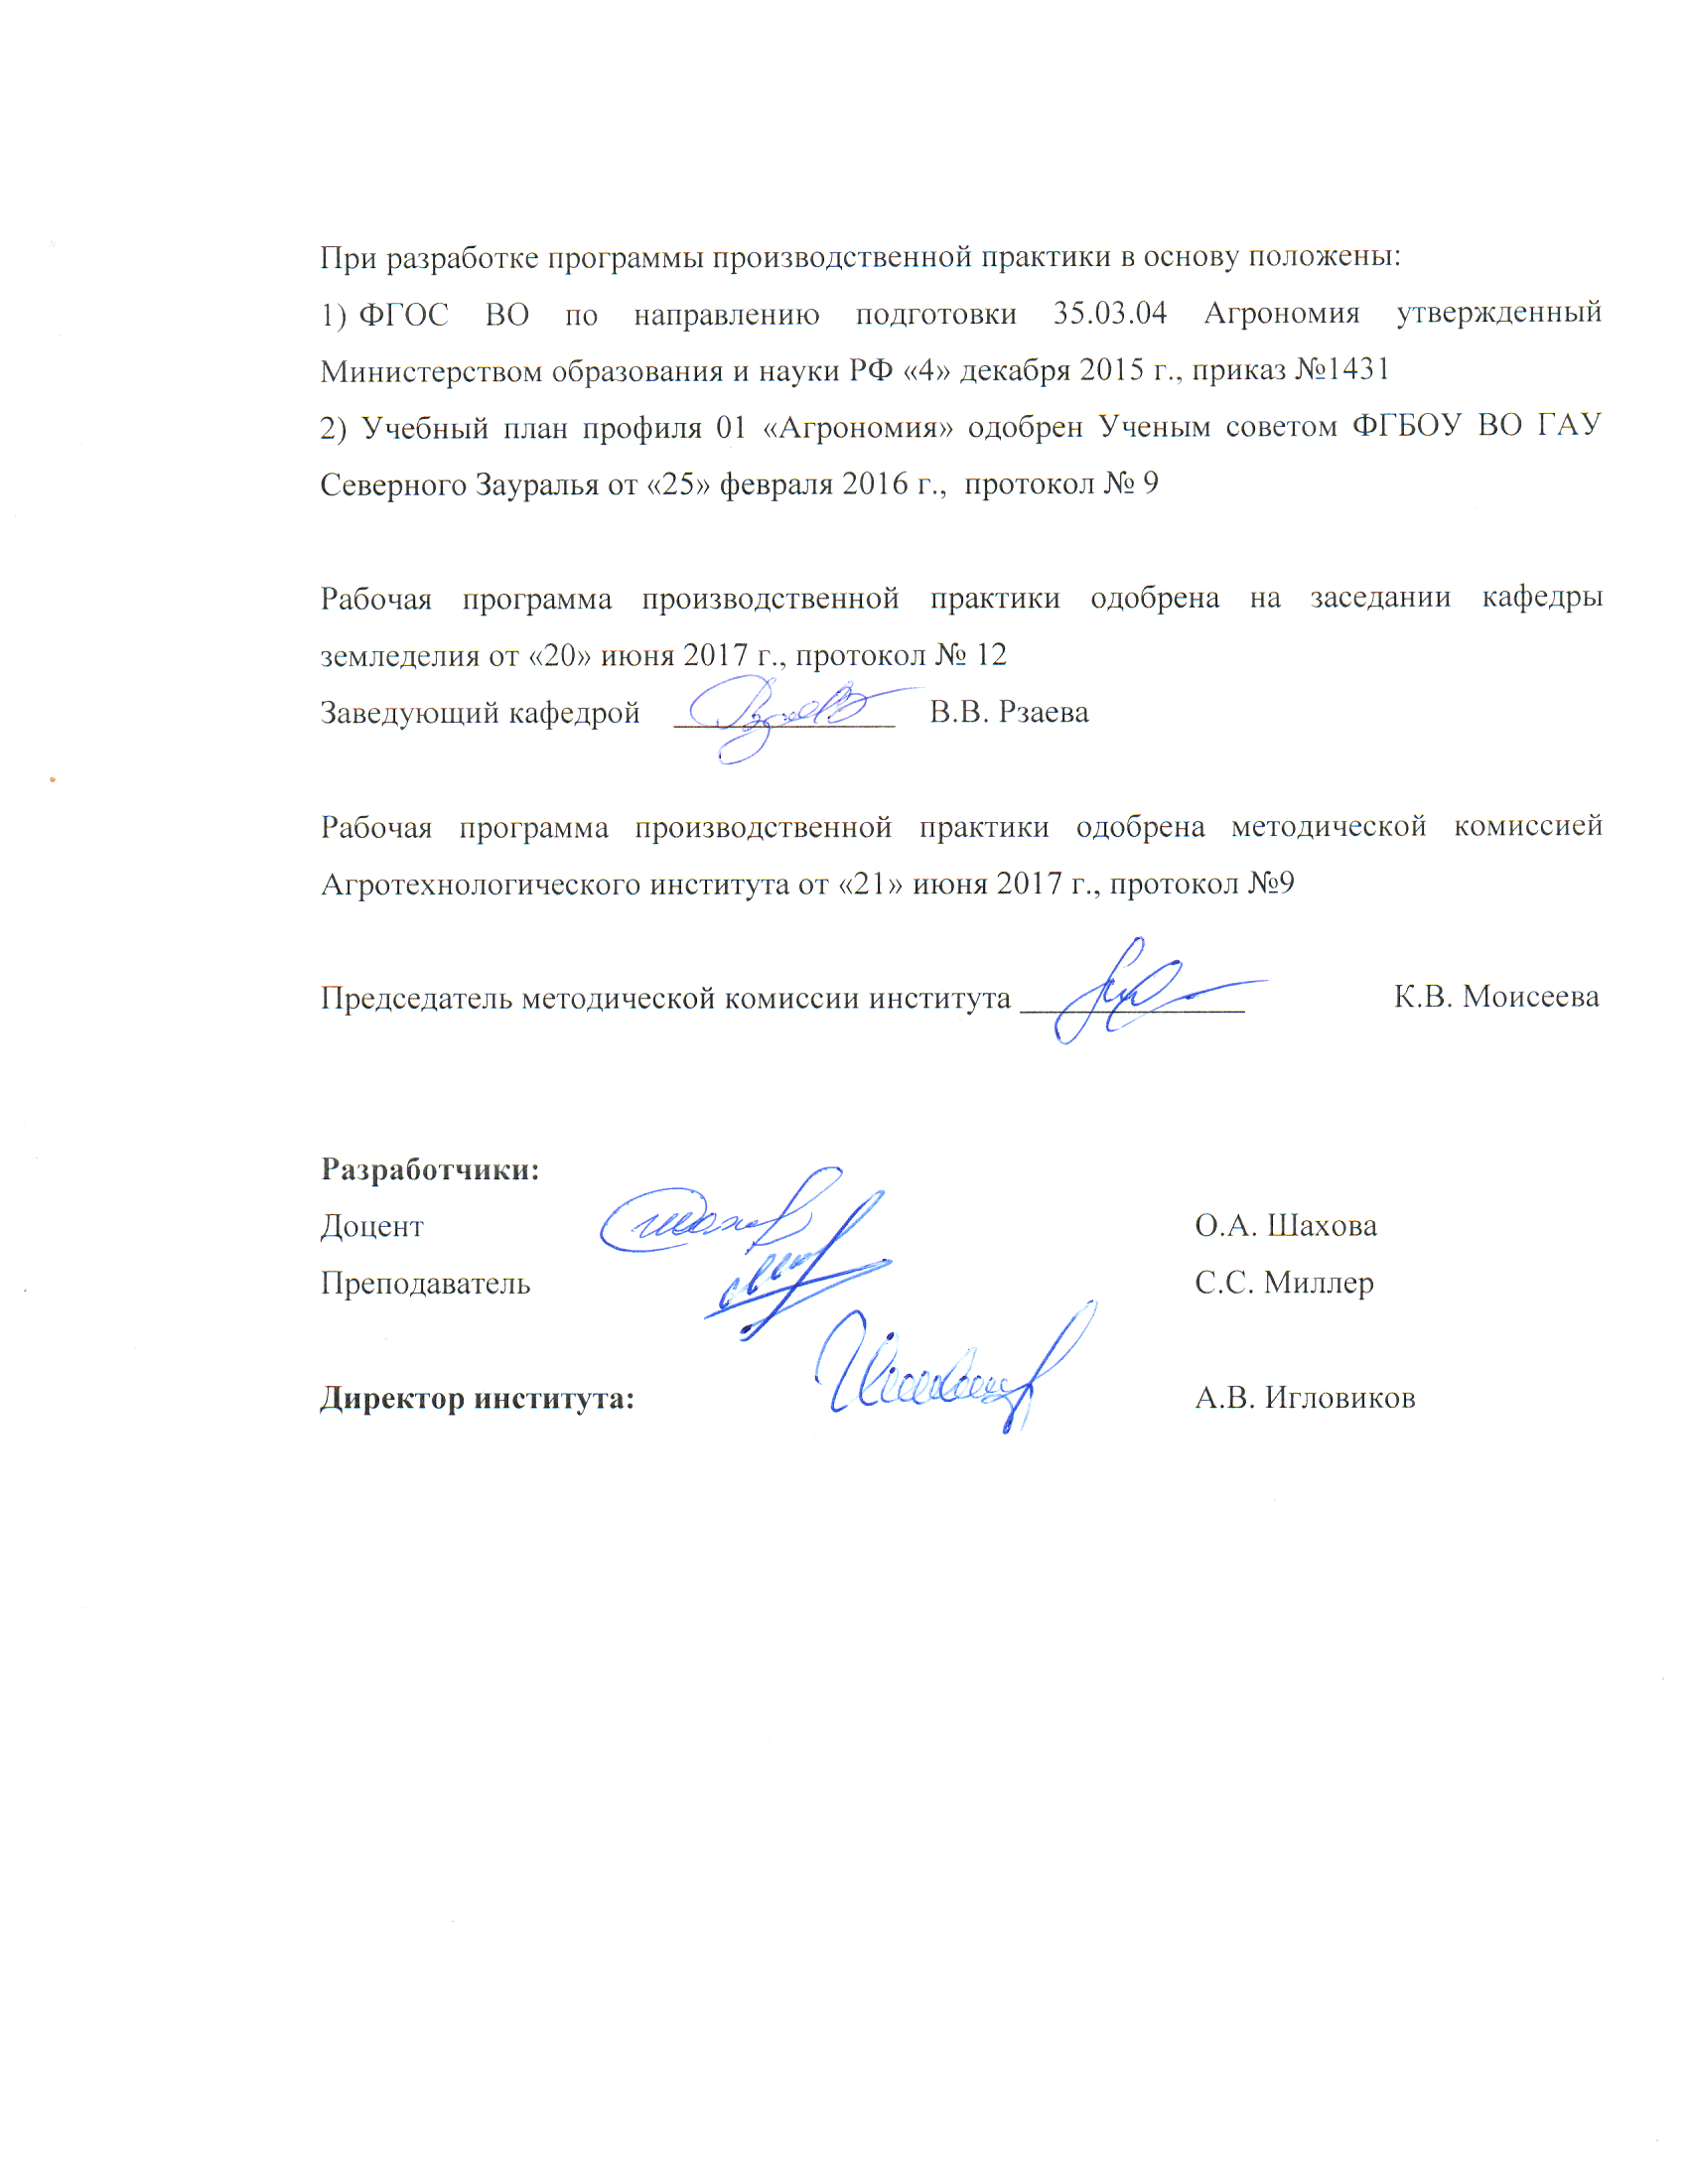 При разработке программы производственной практики в основу положены:
1) ФГОС ВО по направлению подготовки 35.03.04 Агрономия утвержденный
Министерством образования и науки РФ «4» декабря 2015 г., приказ №1431
2) Учебный план профиля 01 «Агрономия» одобрен Ученым советом ФГБОУ ВО ГАУ
Северного Зауралья от «25» февраля 2016 г., протокол № 9
Рабочая программа производственной практики одобрена на заседании кафедры
земледелия от «20» июня 2017 г., протокол № 12
Заведующий кафедрой ______________ В.В. Рзаева
Рабочая программа производственной практики одобрена методической комиссией
Агротехнологического института от «21» июня 2017 г., протокол №9
Председатель методической комиссии института ______________ К.В. Моисеева
Разработчики:
Доцент О.А. Шахова
Преподаватель С.С. Миллер
Директор института: А.В. Игловиков